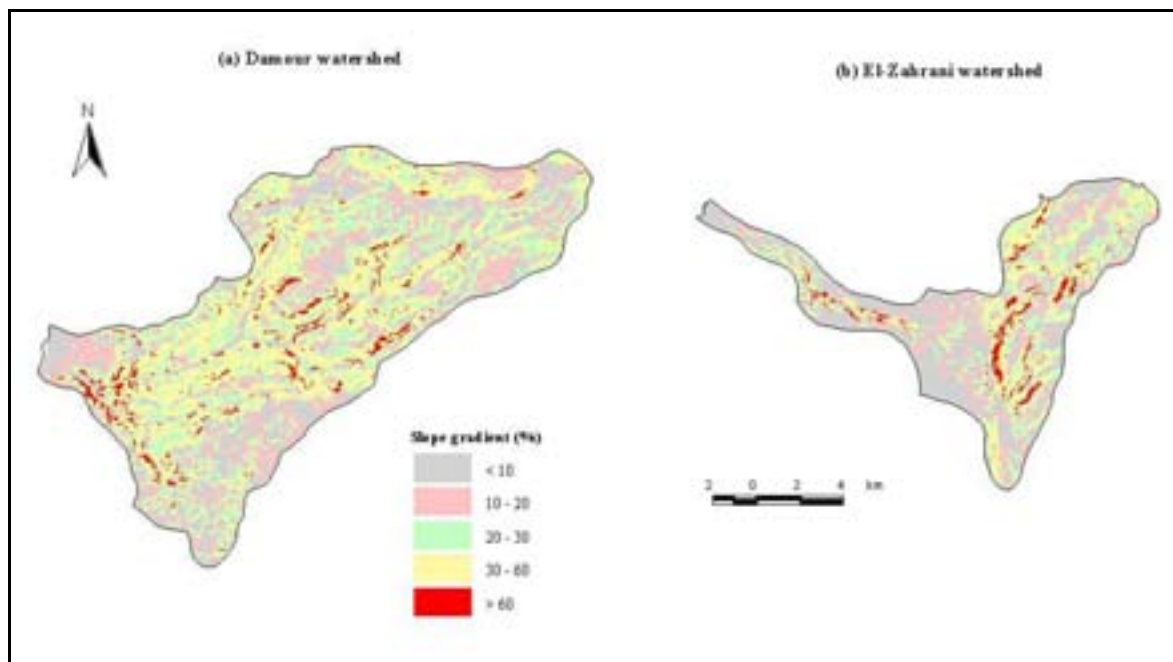 (a) Damour watershed
(b) El-Zahrani watershed
N
Slope gradient (%)
< 10
10 - 20
20 - 30
30 - 60
> 60
2 0 2 4 km